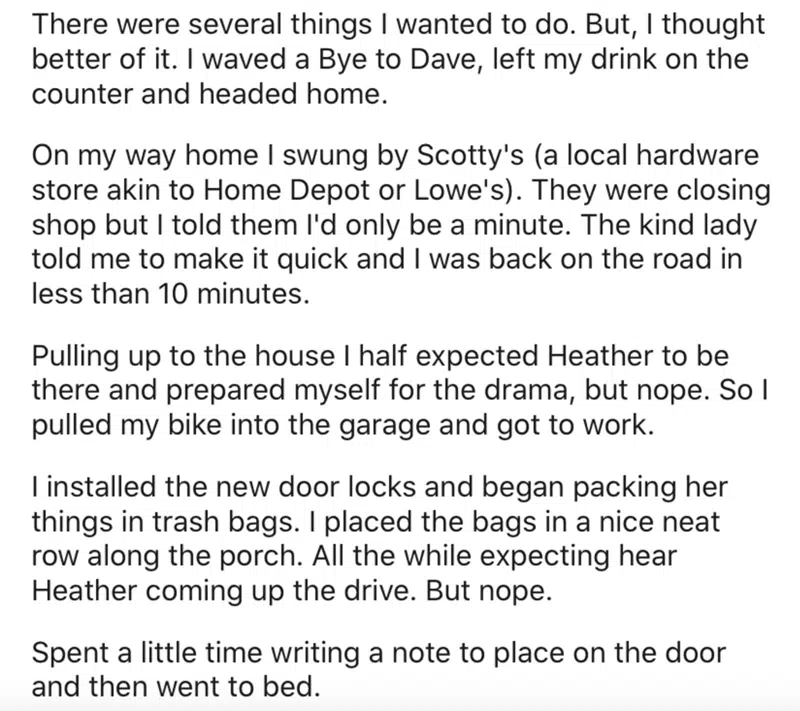 There were several things I wanted to do. But, I thought
better of it. I waved a Bye to Dave, left my drink on the
counter and headed home.
On my way home I swung by Scotty's (a local hardware
store akin to Home Depot or Lowe's). They were closing
shop but I told them I'd only be a minute. The kind lady
told me to make it quick and I was back on the road in
less than 10 minutes.
Pulling up to the house I half expected Heather to be
there and prepared myself for the drama, but nope. So I
pulled my bike into the garage and got to work.
I installed the new door locks and began packing her
things in trash bags. I placed the bags in a nice neat
row along the porch. All the while expecting hear
Heather coming up the drive. But nope.
Spent a little time writing a note to place on the door
and then went to bed.